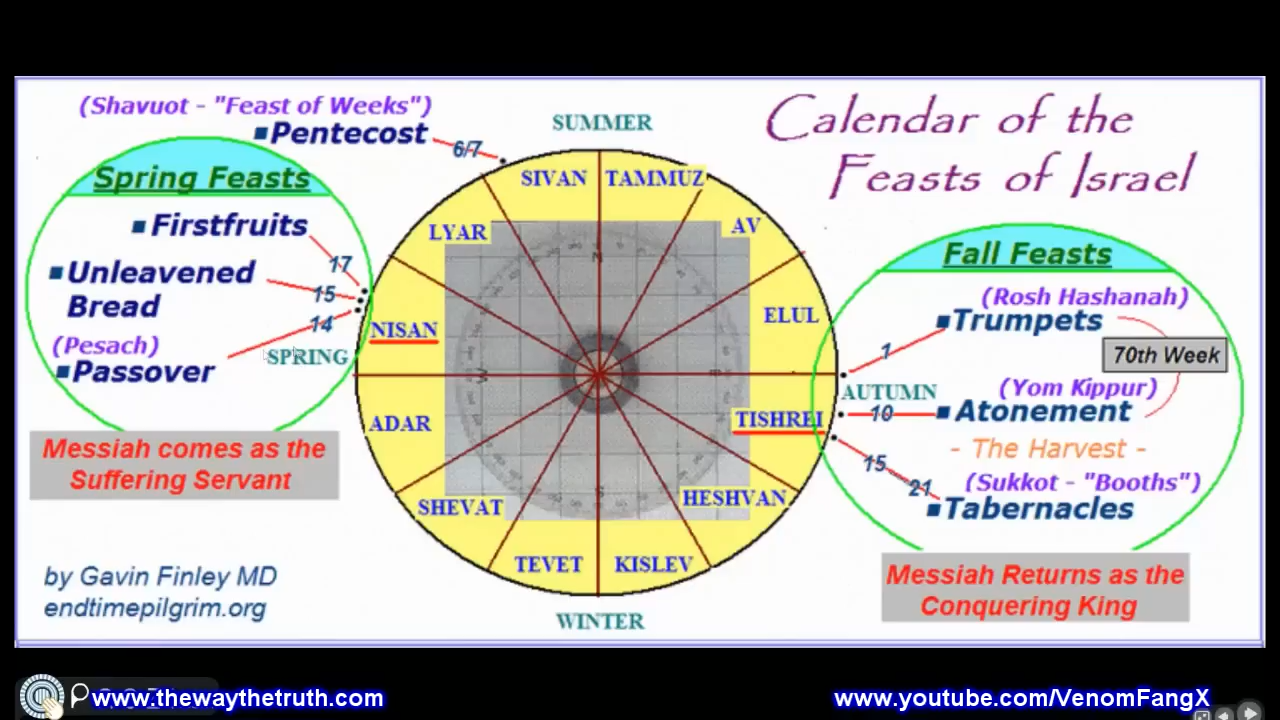 (Shavuot - "Feast of Weeks")
Pentecost
6/7
SUMMER
Calendar of the
Feasts of Israel
Spring Feasts
Firstfruits
17
Unleavened
Bread
15
14
(Pesach)
Passover
SPRING
Messiah comes as the
Suffering Servant
by Gavin Finley MD
endtimepilgrim.org
SIVAN
TAMMUZ
LYAR
AV
NISAN
ELUL
ADAR
TISHREI
SHEVAT
HESHVAN
TEVET
KISLEV
N
W
E
S
WINTER
Fall Feasts
(Rosh Hashanah)
Trumpets
1
70th Week
AUTUMN
(Yom Kippur)
10
Atonement
- The Harvest -
15
21
(Sukkot - "Booths")
Tabernacles
Messiah Returns as the
Conquering King
www.thewaythetruth.com
www.youtube.com/VenomFangX